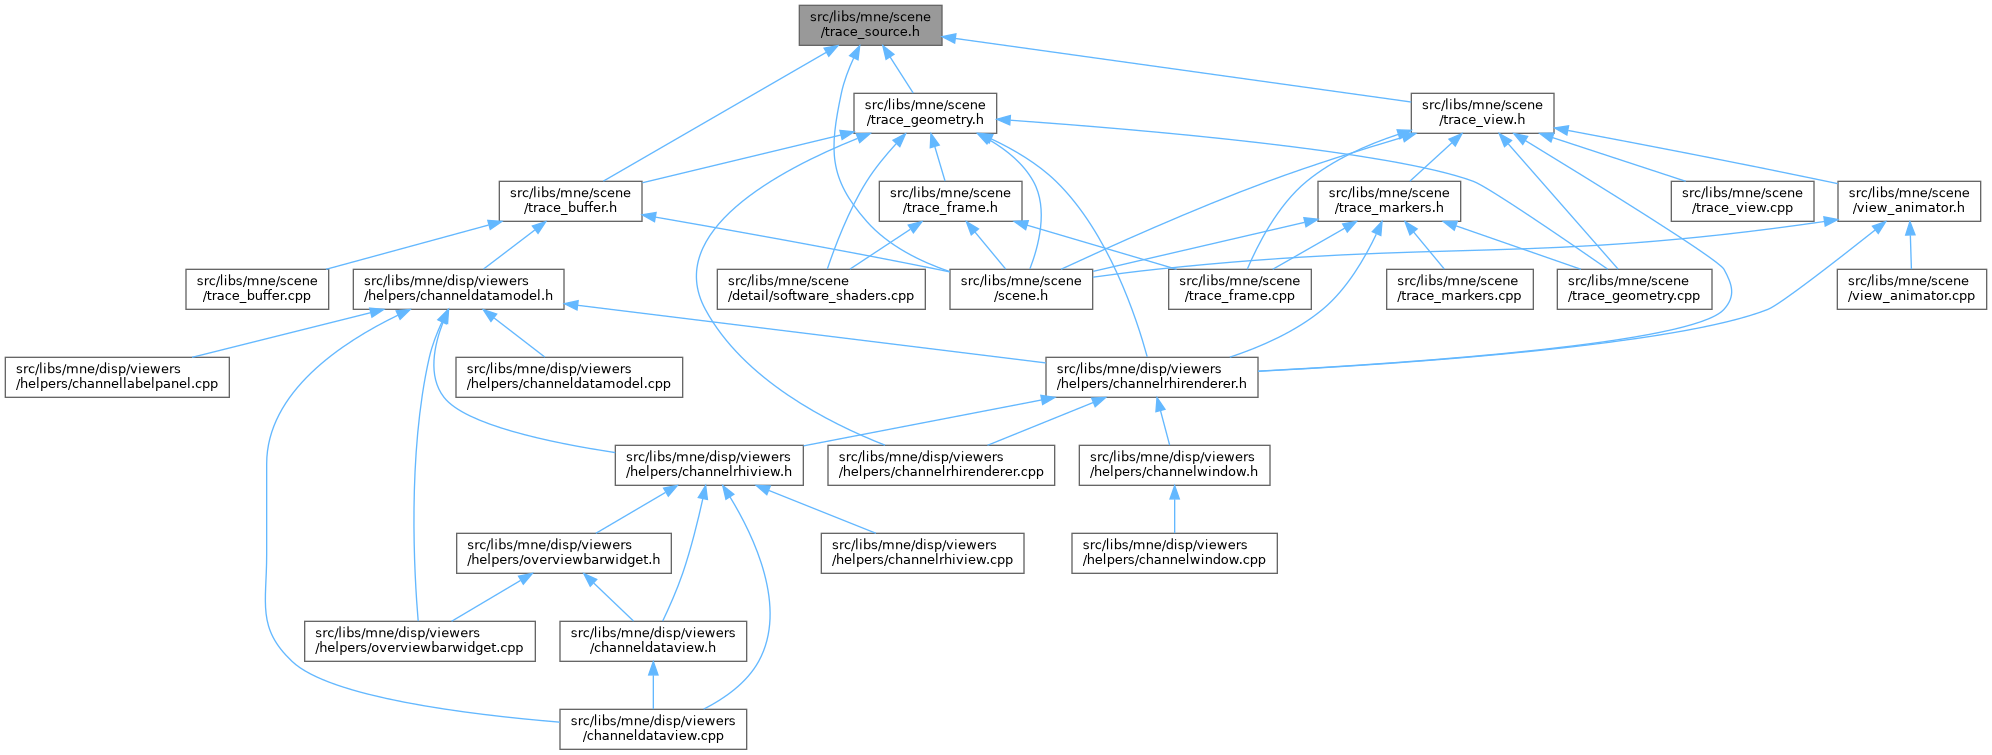 src/libs/mne/scene
/trace_source.h
src/libs/mne/scene
/trace_geometry.h
src/libs/mne/scene
/trace_view.h
src/libs/mne/scene
/trace_buffer.h
src/libs/mne/scene
/trace_frame.h
src/libs/mne/scene
/trace_markers.h
src/libs/mne/scene
/trace_view.cpp
src/libs/mne/scene
/view_animator.h
src/libs/mne/scene
/trace_buffer.cpp
src/libs/mne/disp/viewers
/helpers/channeldatamodel.h
src/libs/mne/scene
/detail/software_shaders.cpp
src/libs/mne/scene
/scene.h
src/libs/mne/scene
/trace_frame.cpp
src/libs/mne/scene
/trace_markers.cpp
src/libs/mne/scene
/trace_geometry.cpp
src/libs/mne/scene
/view_animator.cpp
src/libs/mne/disp/viewers
/helpers/channellabelpanel.cpp
src/libs/mne/disp/viewers
/helpers/channeldatamodel.cpp
src/libs/mne/disp/viewers
/helpers/channelrhirenderer.h
src/libs/mne/disp/viewers
/helpers/channelrhiview.h
src/libs/mne/disp/viewers
/helpers/channelrhirenderer.cpp
src/libs/mne/disp/viewers
/helpers/channelwindow.h
src/libs/mne/disp/viewers
/helpers/overviewbarwidget.h
src/libs/mne/disp/viewers
/helpers/channelrhiview.cpp
src/libs/mne/disp/viewers
/helpers/channelwindow.cpp
src/libs/mne/disp/viewers
/helpers/overviewbarwidget.cpp
src/libs/mne/disp/viewers
/channeldataview.h
src/libs/mne/disp/viewers
/channeldataview.cpp